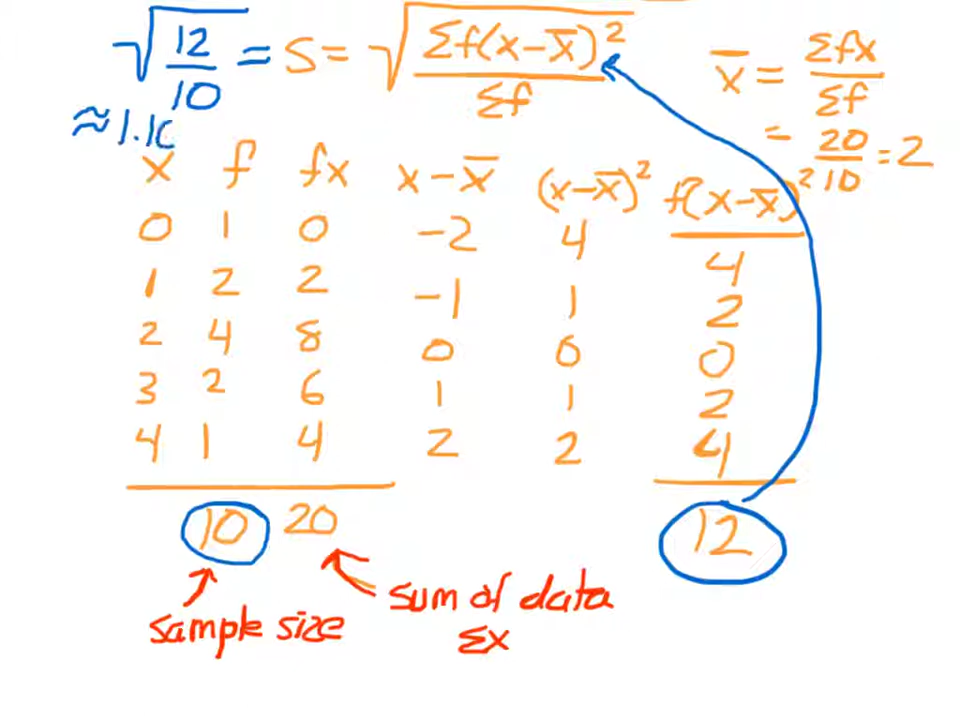 √(12/10) = S = √(Σf(x-x̄)²/Σf)
x̄ = Σfx/Σf
≈1.10
= 20/10 = 2
x f fx x-x̄ (x-x̄)² f(x-x̄)²
0 1 0 -2 4 4
1 2 2 -1 1 2
2 4 8 0 0 0
3 2 6 1 1 2
4 1 4 2 2 4
10 20 12
sample size
sum of data
Σx